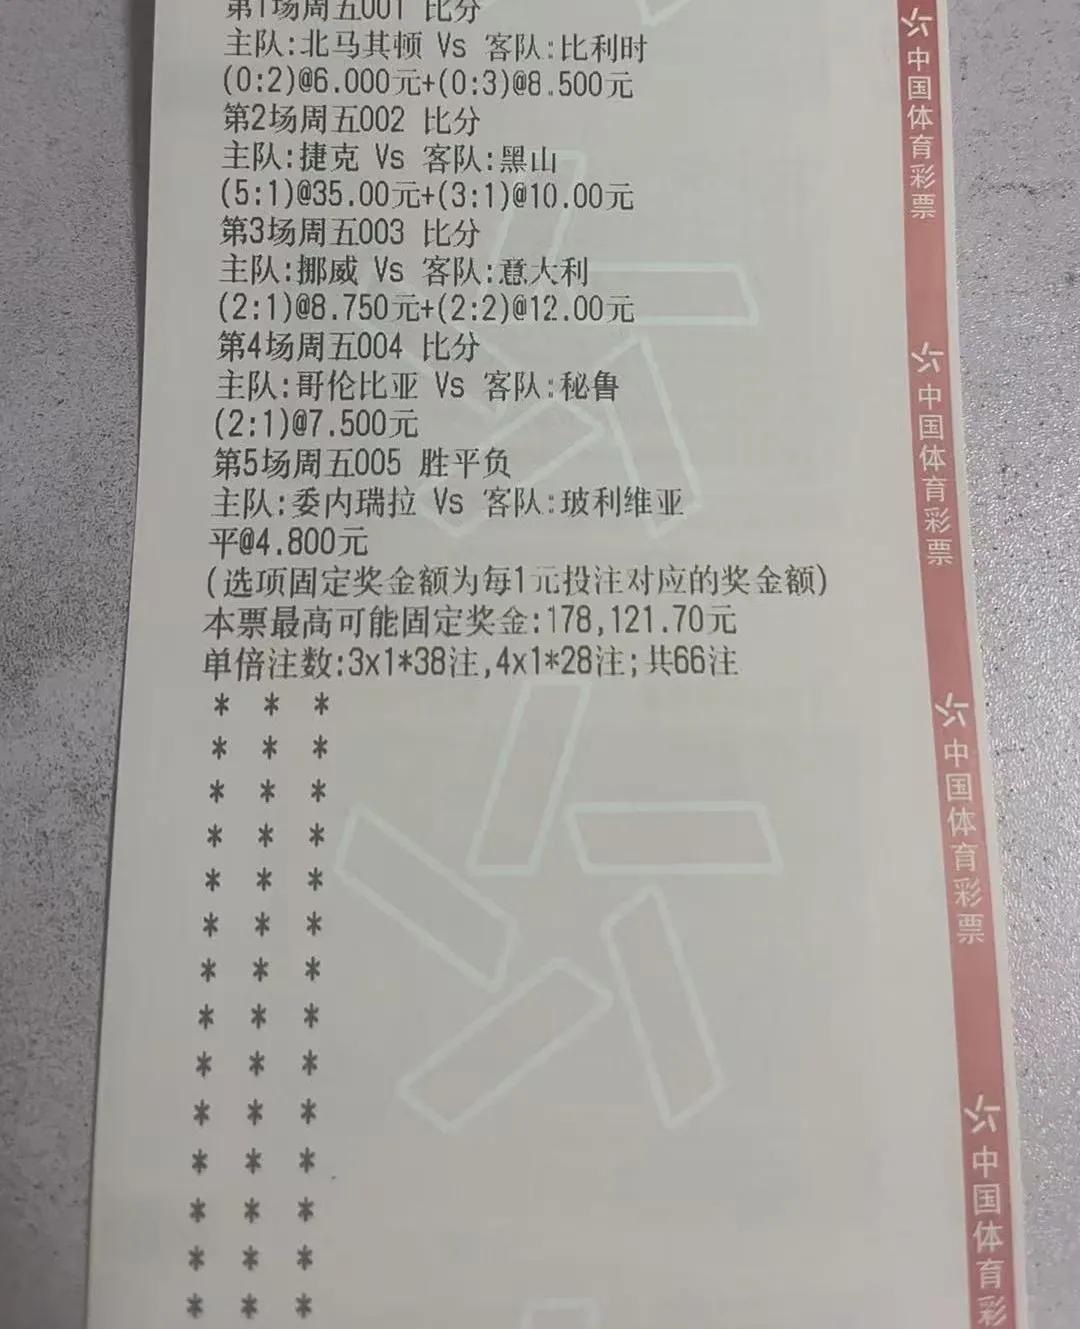 第1场周五001 比分
主队:北马其顿 Vs 客队:比利时
(0:2)@6.000元+(0:3)@8.500元
第2场周五002 比分
主队:捷克 Vs 客队:黑山
(5:1)@35.00元+(3:1)@10.00元
第3场周五003 比分
主队:挪威 Vs 客队:意大利
(2:1)@8.750元+(2:2)@12.00元
第4场周五004 比分
主队:哥伦比亚 Vs 客队:秘鲁
(2:1)@7.500元
第5场周五005 胜平负
主队:委内瑞拉 Vs 客队:玻利维亚
平@4.800元
(选项固定奖金额为每1元投注对应的奖金额)
本票最高可能固定奖金:178,121.70元
单倍注数:3x1*38注,4x1*28注;共66注
* * *
* * *
* * *
* * *
* * *
* * *
* * *
* * *
* * *
* * *
* * *
* * *
* * *
* * *
中国体育彩票
中国体育彩票
中国体育彩票
中国体育彩